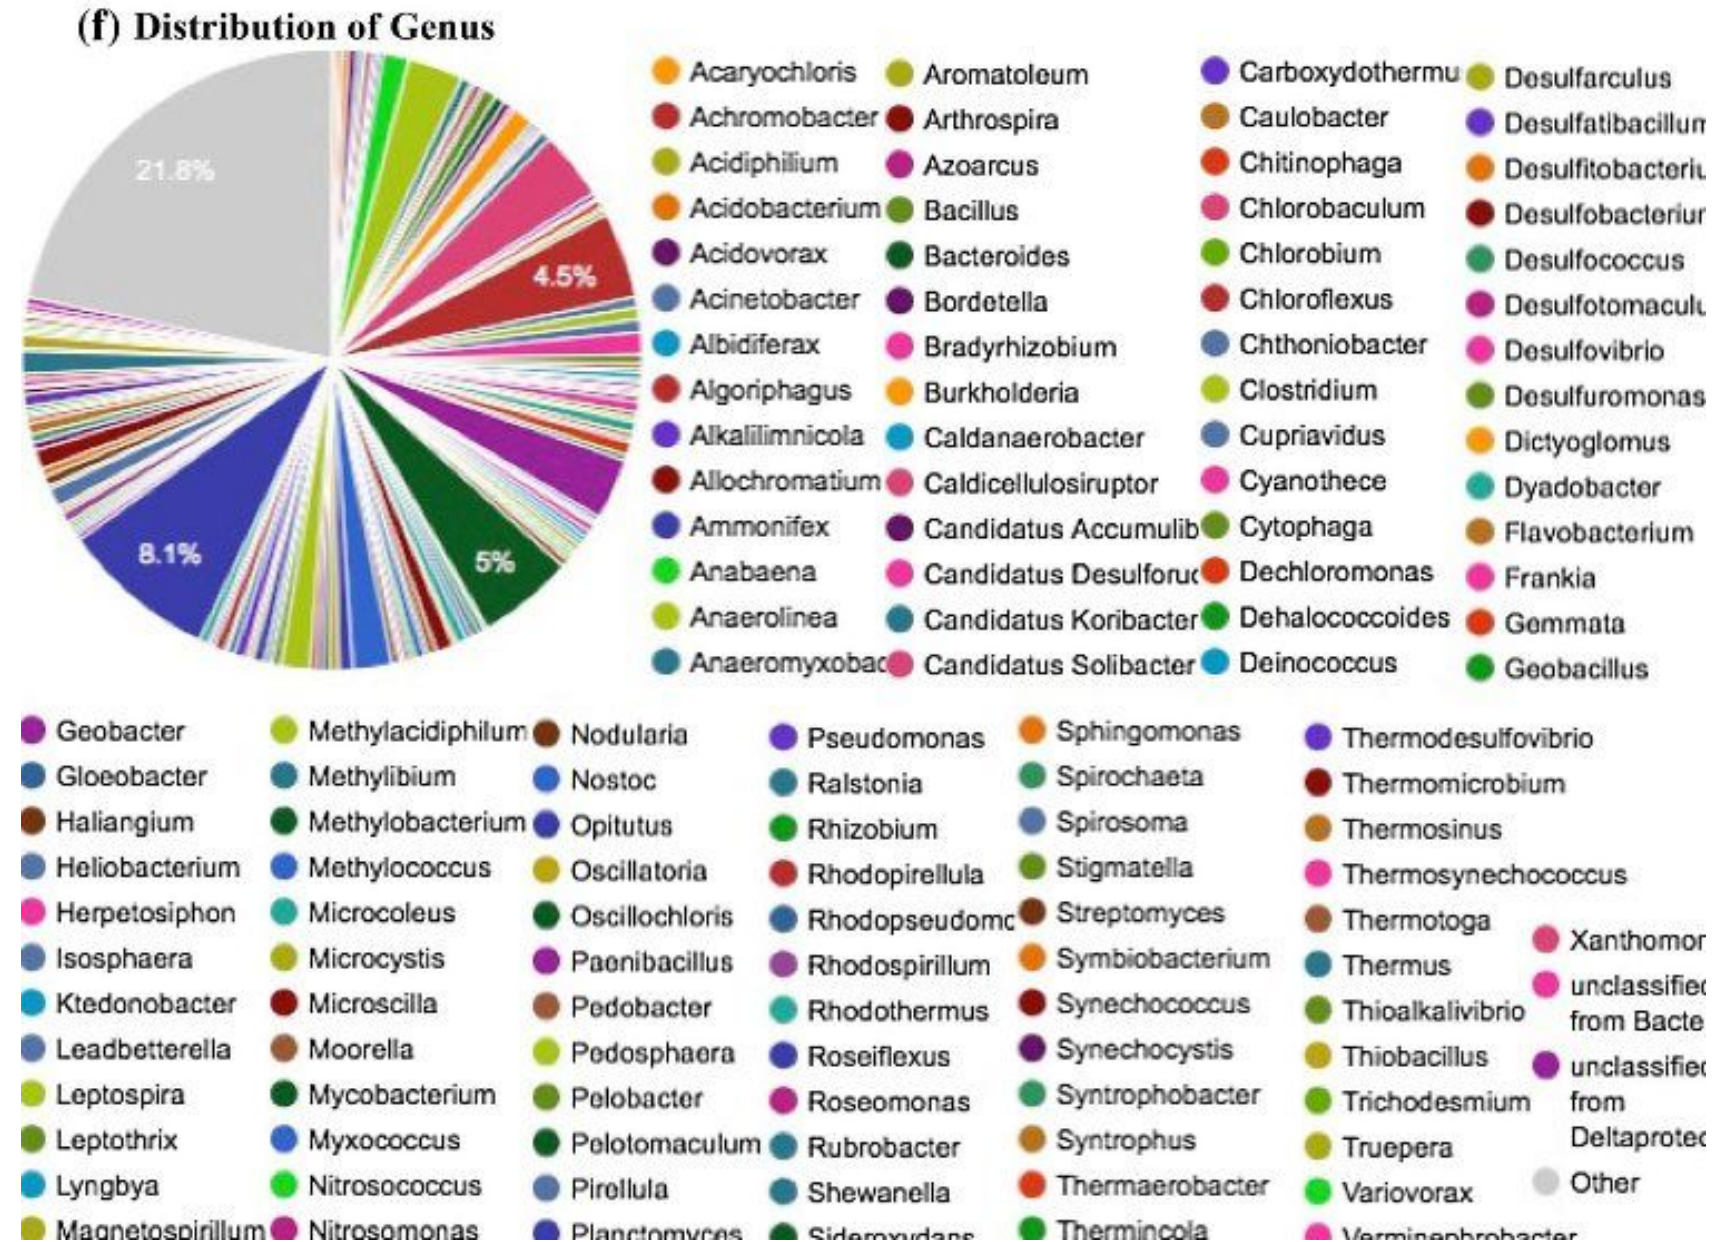 (f) Distribution of Genus
21.8%
4.5%
5%
8.1%
Acaryochloris
Achromobacter
Acidiphilium
Acidobacterium
Acidovorax
Acinetobacter
Albidiferax
Algoriphagus
Alkalilimnicola
Allochromatium
Ammonifex
Anabaena
Anaerolinea
Anaeromyxobac
Aromatoleum
Arthrospira
Azoarcus
Bacillus
Bacteroides
Bordetella
Bradyrhizobium
Burkholderia
Caldanaerobacter
Caldicellulosiruptor
Candidatus Accumulib
Candidatus Desulforuc
Candidatus Koribacter
Candidatus Solibacter
Carboxydothermu
Caulobacter
Chitinophaga
Chlorobaculum
Chlorobium
Chloroflexus
Chthoniobacter
Clostridium
Cupriavidus
Cyanothece
Cytophaga
Dechloromonas
Dehalococcoides
Deinococcus
Desulfarculus
Desulfatibacillum
Desulfitobacteriu
Desulfobacteriur
Desulfococcus
Desulfotomaculu
Desulfovibrio
Desulfuromonas
Dictyoglomus
Dyadobacter
Flavobacterium
Frankia
Gemmata
Geobacillus
Geobacter
Gloeobacter
Haliangium
Heliobacterium
Herpetosiphon
Isosphaera
Ktedonobacter
Leadbetterella
Leptospira
Leptothrix
Lyngbya
Magnetospirillum
Methylacidiphilum
Methylibium
Methylobacterium
Methylococcus
Microcoleus
Microcystis
Microscilla
Moorella
Mycobacterium
Myxococcus
Nitrosococcus
Nitrosomonas
Nodularia
Nostoc
Opitutus
Oscillatoria
Oscillochloris
Paenibacillus
Pedobacter
Pedosphaera
Pelobacter
Pelotomaculum
Pirellula
Planctomyces
Pseudomonas
Ralstonia
Rhizobium
Rhodopirellula
Rhodopseudomo
Rhodospirillum
Rhodothermus
Roseiflexus
Roseomonas
Rubrobacter
Shewanella
Sideroxydans
Sphingomonas
Spirochaeta
Spirosoma
Stigmatella
Streptomyces
Symbiobacterium
Synechococcus
Synechocystis
Syntrophobacter
Syntrophus
Thermaerobacter
Thermincola
Thermodesulfovibrio
Thermomicrobium
Thermosinus
Thermosynechococcus
Thermotoga
Thermus
Thioalkalivibrio
Thiobacillus
Trichodesmium
Truepera
Variovorax
Verminephrobacter
Xanthomor
unclassified
from Bacte
unclassified
from
Deltaproteo
Other